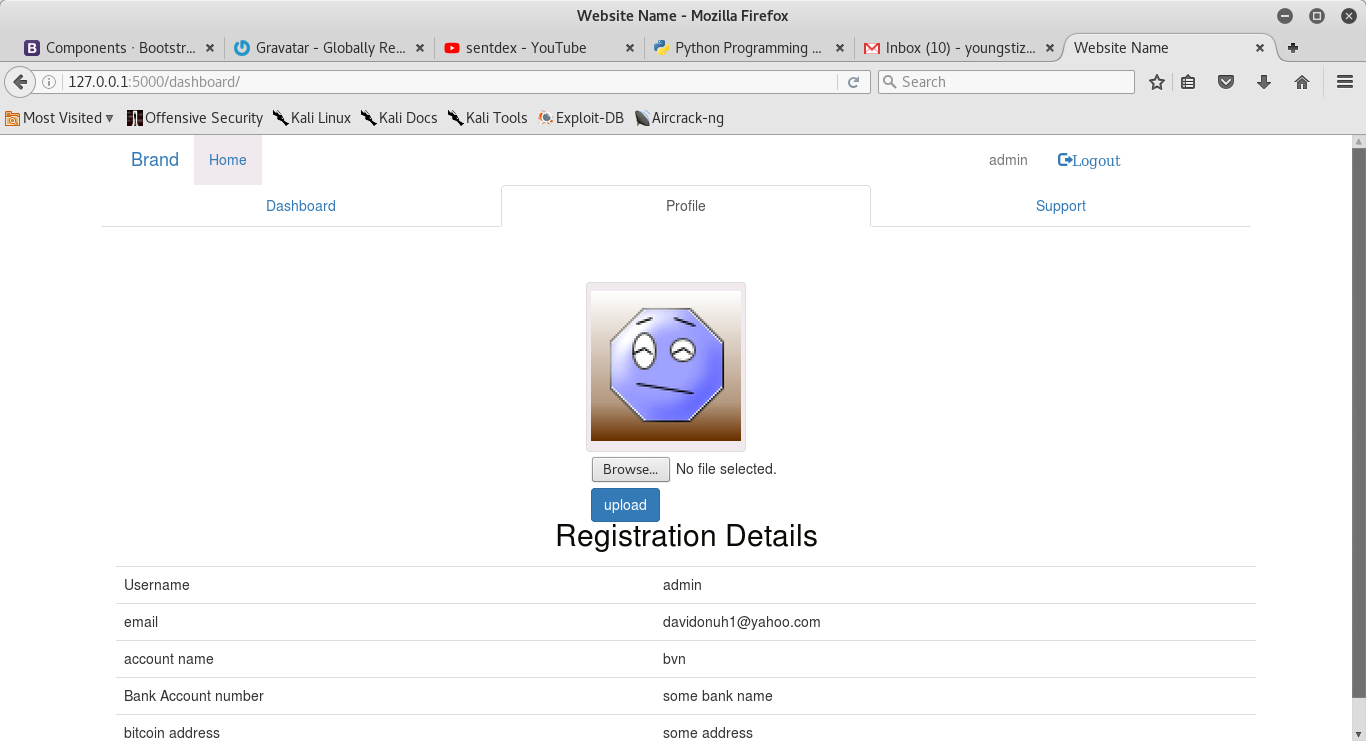 Website Name - Mozilla Firefox
Components · Bootstr... Gravatar - Globally Re... sentdex - YouTube Python Programming ... Inbox (10) - youngstiz... Website Name
127.0.0.1:5000/dashboard/ Search
Most Visited Offensive Security Kali Linux Kali Docs Kali Tools Exploit-DB Aircrack-ng
Brand Home admin Logout
Dashboard Profile Support
Browse... No file selected.
upload
Registration Details
Username admin
email davidonuh1@yahoo.com
account name bvn
Bank Account number some bank name
bitcoin address some address